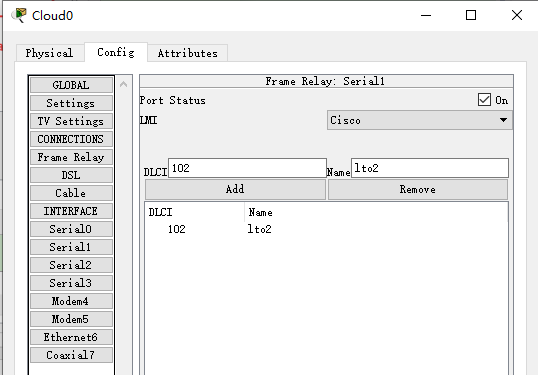 Cloud0
Physical Config Attributes
GLOBAL
Settings
TV Settings
CONNECTIONS
Frame Relay
DSL
Cable
INTERFACE
Serial0
Serial1
Serial2
Serial3
Modem4
Modem5
Ethernet6
Coaxial7
Frame Relay: Serial1
Port Status On
LMI Cisco
DLCI 102 Name lto2
Add Remove
DLCI Name
102 lto2